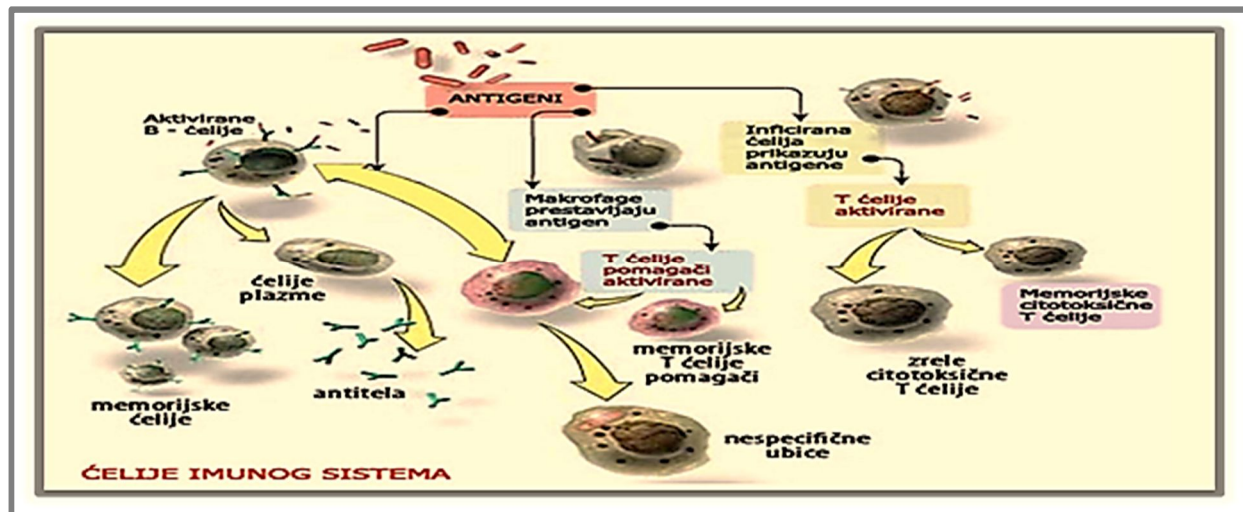 ANTIGENI
Aktivirane
B - ćelije
Inficirana
ćelija
prikazuju
antigene
Makrofage
prestavijaju
antigen
T ćelije
aktivirane
T ćelije
pomagači
aktivirane
ćelije
plazme
Memorijske
citotoksične
T ćelije
memorijske
T ćelije
pomagači
zrele
citotoksične
T ćelije
antitela
memorijske
ćelije
nespecifične
ubice
ĆELIJE IMUNOG SISTEMA